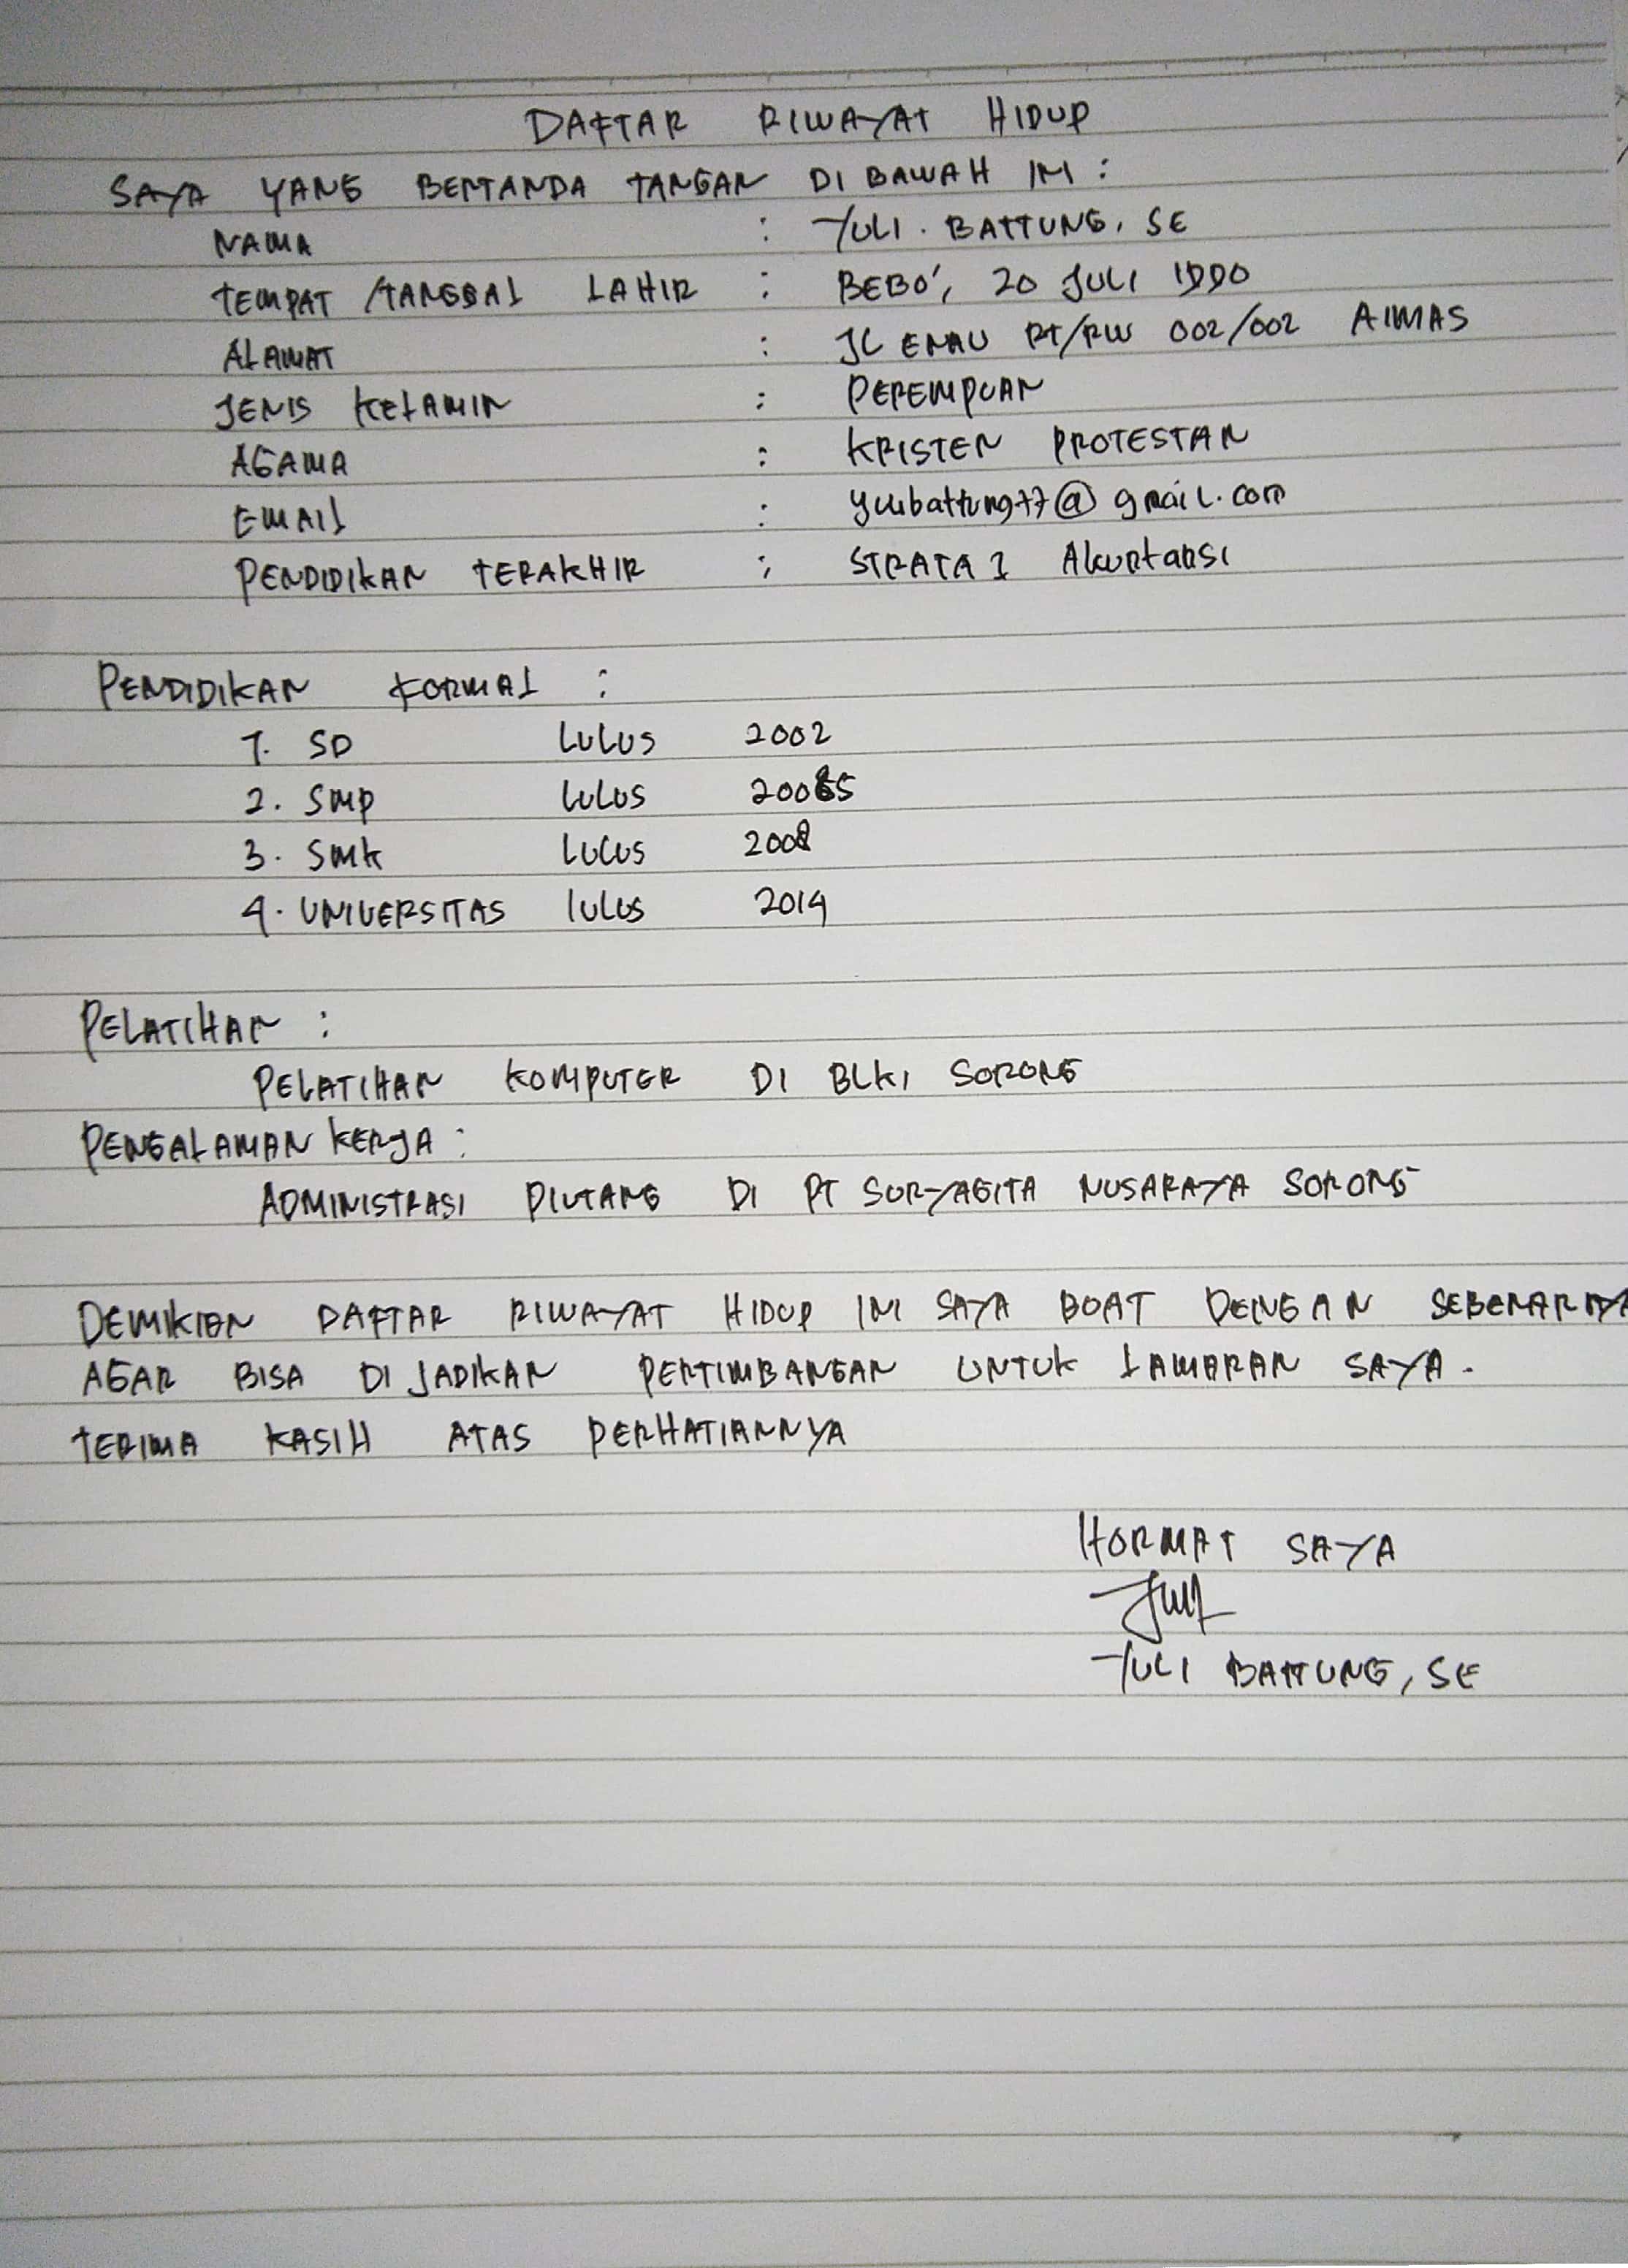 DAFTAR RIWAYAT HIDUP
SAYA YANG BERTANDA TANGAN DI BAWAH INI :
NAMA : YULI. BATTUNG, SE
TEMPAT /TANGGAL LAHIR : BEBO', 20 JULI 1990
ALAMAT : JL ENAU RT/RW 002/002 AIMAS
JENIS KELAMIN : PEREMPUAN
AGAMA : KRISTEN PROTESTAN
EMAIL : yulibattung77@gmail.com
PENDIDIKAN TERAKHIR : STRATA 1 Akuntansi
PENDIDIKAN FORMAL :
1. SD LULUS 2002
2. SMP LULUS 2005
3. SMK LULUS 2008
4. UNIVERSITAS lULUS 2014
PELATIHAN :
PELATIHAN KOMPUTER DI BLKI SORONG
PENGALAMAN KERJA :
ADMINISTRASI PIUTANG DI PT SURYAGITA NUSARAYA SORONG
DEMIKIAN DAFTAR RIWAYAT HIDUP INI SAYA BUAT DENGAN SEBENARNYA
AGAR BISA DI JADIKAN PERTIMBANGAN UNTUK LAMARAN SAYA.
TERIMA KASIH ATAS PERHATIANNYA
HORMAT SAYA
YULI BATTUNG, SE